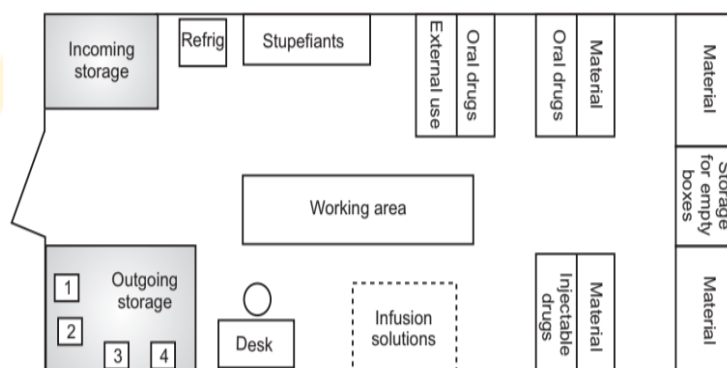 Incoming
storage
Refrig
Stupefiants
External use
Oral drugs
Oral drugs
Material
Material
Storage
for empty
boxes
Working area
1
2
3
4
Outgoing
storage
Desk
Infusion
solutions
Injectable
drugs
Material
Material